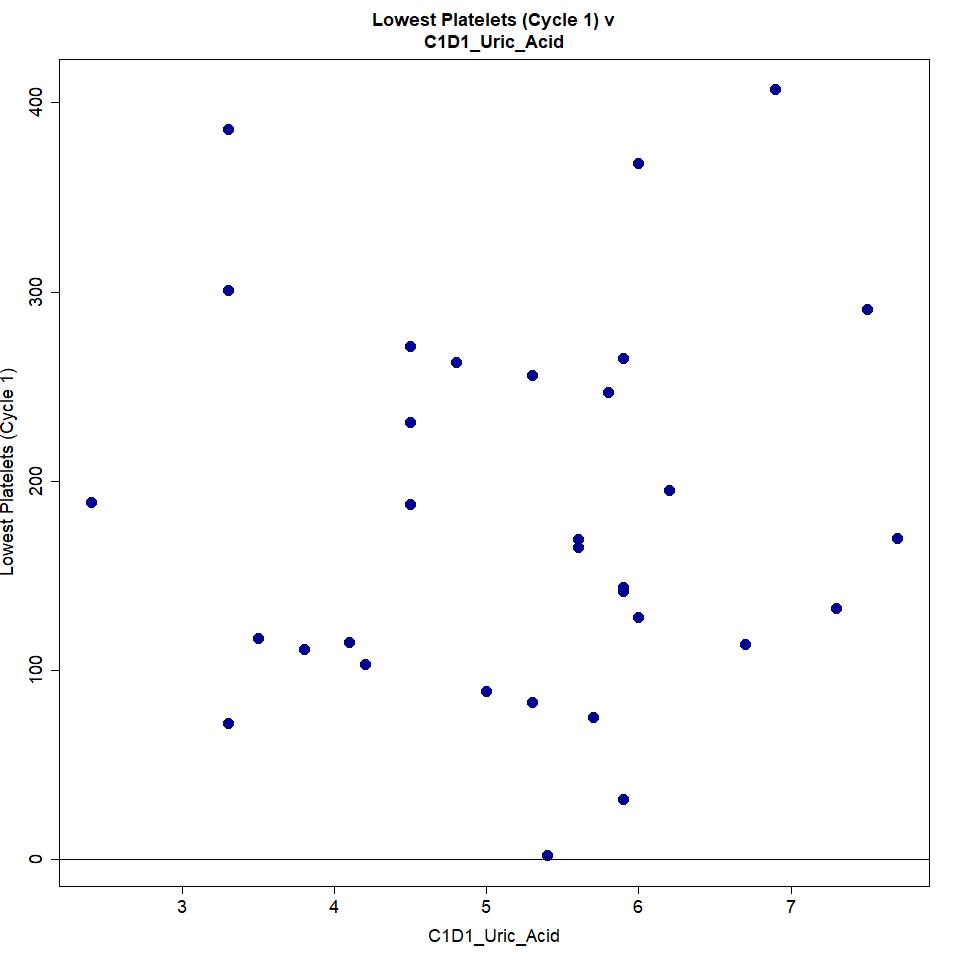 Lowest Platelets (Cycle 1) v
C1D1_Uric_Acid
400
300
200
100
0
Lowest Platelets (Cycle 1)
3 4 5 6 7
C1D1_Uric_Acid